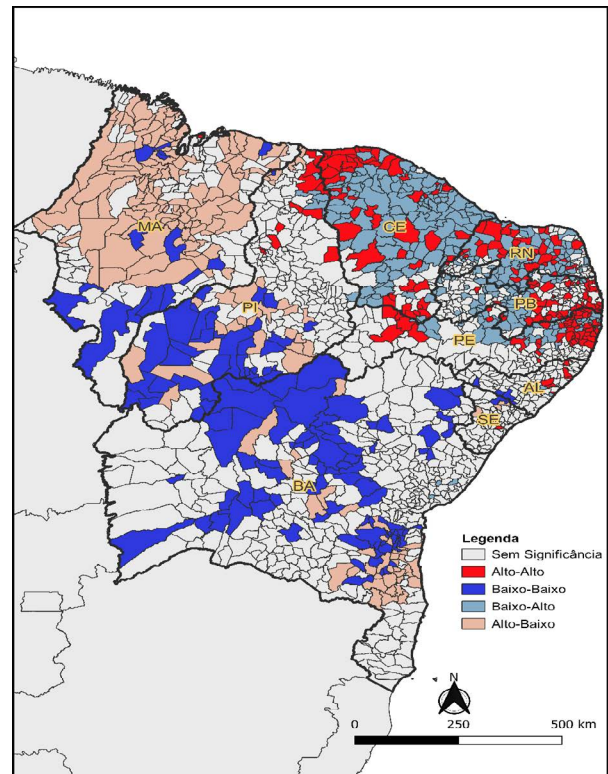 MA
CE
RN
PI
PB
PE
AL
SE
BA
Legenda
Sem Significância
Alto-Alto
Baixo-Baixo
Baixo-Alto
Alto-Baixo
N
0 250 500 km